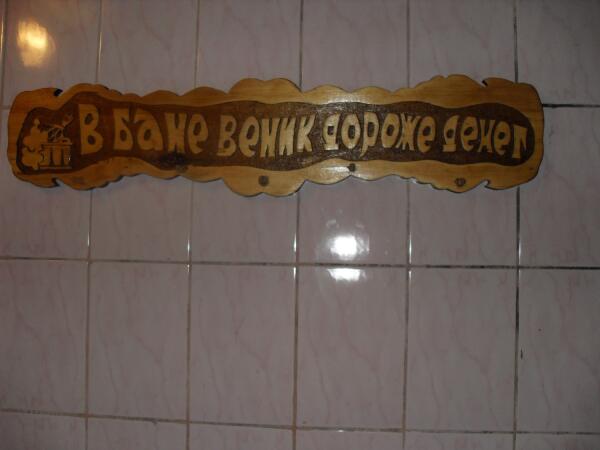 В бане веник дороже денег